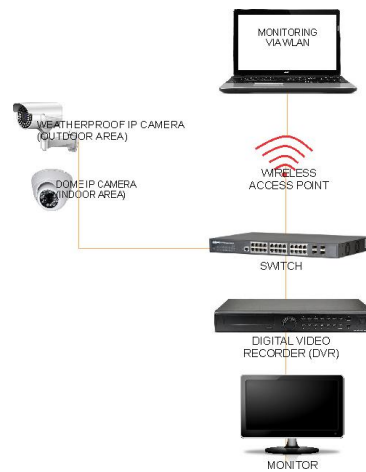 MONITORING
VIA WLAN
WEATHERPROOF IP CAMERA
(OUTDOOR AREA)
WIRELESS
ACCESS POINT
DOME IP CAMERA
(INDOOR AREA)
SWITCH
DIGITAL VIDEO
RECORDER (DVR)
MONITOR